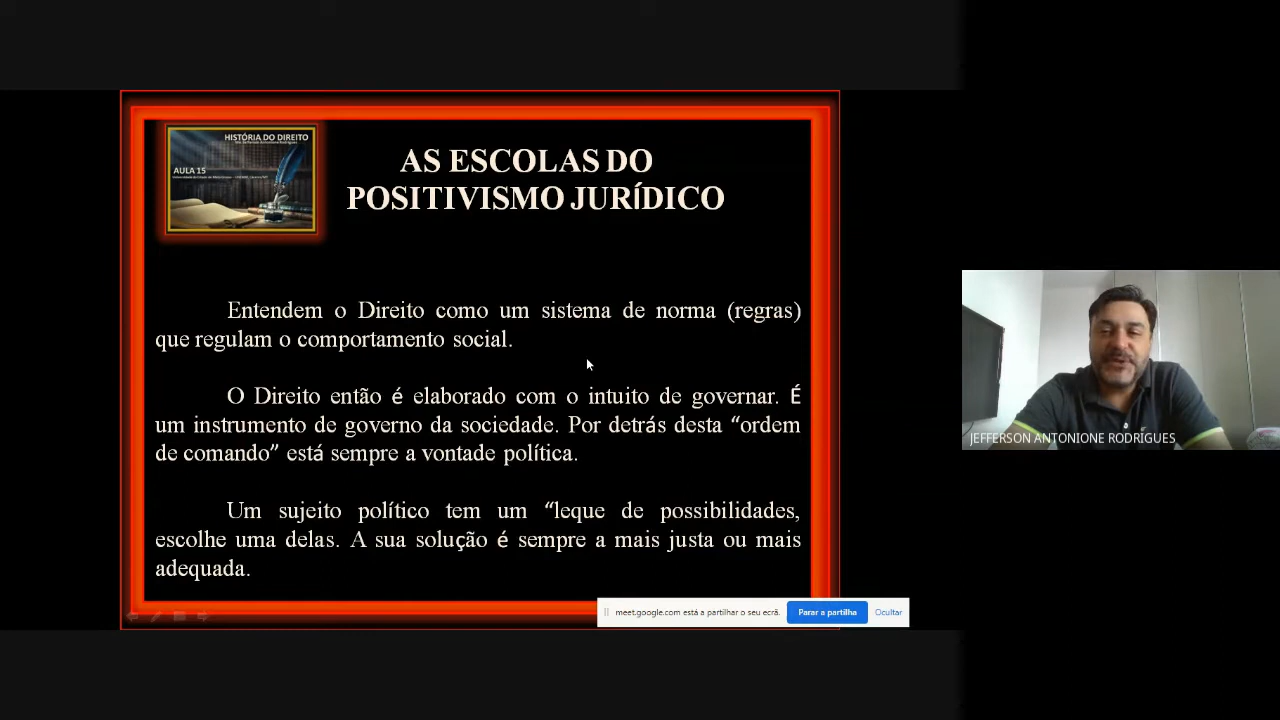 HISTÓRIA DO DIREITO
AULA 15
AS ESCOLAS DO
POSITIVISMO JURÍDICO
Entendem o Direito como um sistema de norma (regras)
que regulam o comportamento social.
O Direito então é elaborado com o intuito de governar. É
um instrumento de governo da sociedade. Por detrás desta “ordem
de comando” está sempre a vontade política.
Um sujeito político tem um “leque de possibilidades,
escolhe uma delas. A sua solução é sempre a mais justa ou mais
adequada.
JEFFERSON ANTONIONE RODRIGUES
meet.google.com está a partilhar o seu ecrã. Parar a partilha Ocultar